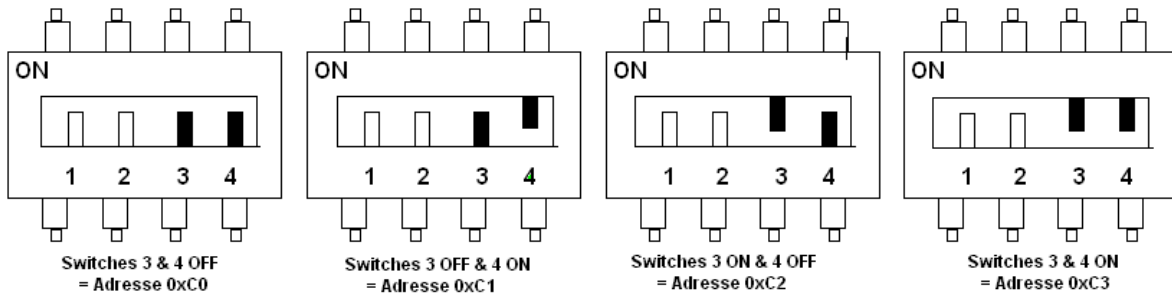 ON
1 2 3 4
Switches 3 & 4 OFF
= Adresse 0xC0
ON
1 2 3 4
Switches 3 OFF & 4 ON
= Adresse 0xC1
ON
1 2 3 4
Switches 3 ON & 4 OFF
= Adresse 0xC2
ON
1 2 3 4
Switches 3 & 4 ON
= Adresse 0xC3